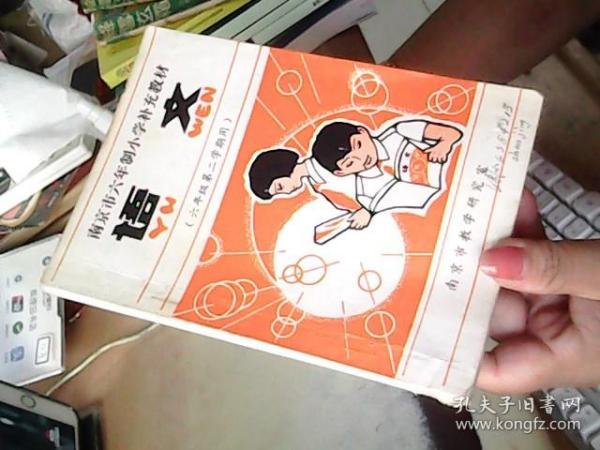 南京市六年制小学补充教材
语文
YU WEN
(六年级第二学期用)
南京市教学研究室
孔夫子旧书网
www.kongfz.com